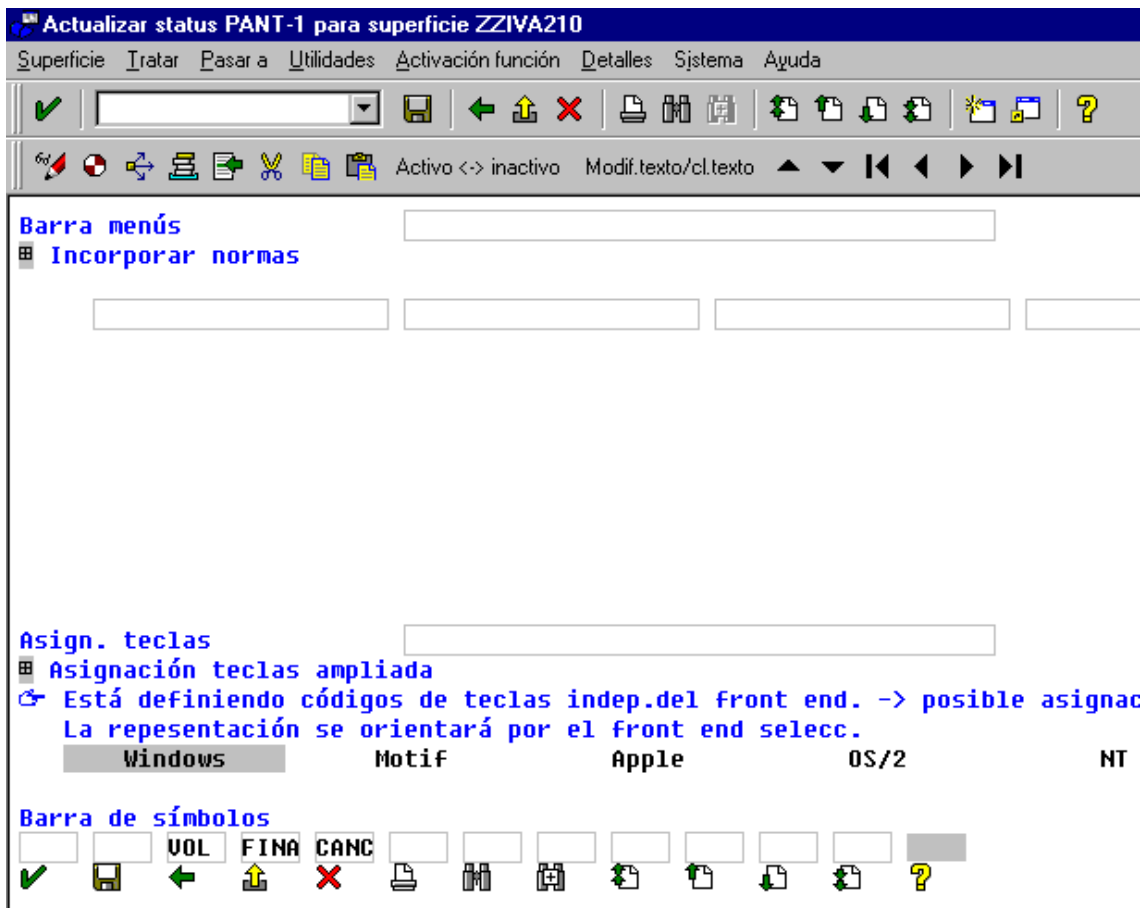 Actualizar status PANT-1 para superficie ZZIVA210
Superficie Tratar Pasar a Utilidades Activación función Detalles Sistema Ayuda
Activo <-> inactivo Modif.texto/cl.texto
Barra menús
Incorporar normas
Asign. teclas
Asignación teclas ampliada
Está definiendo códigos de teclas indep.del front end. -> posible asignac
La repesentación se orientará por el front end selecc.
Windows Motif Apple OS/2 NT
Barra de símbolos
VOL FINA CANC